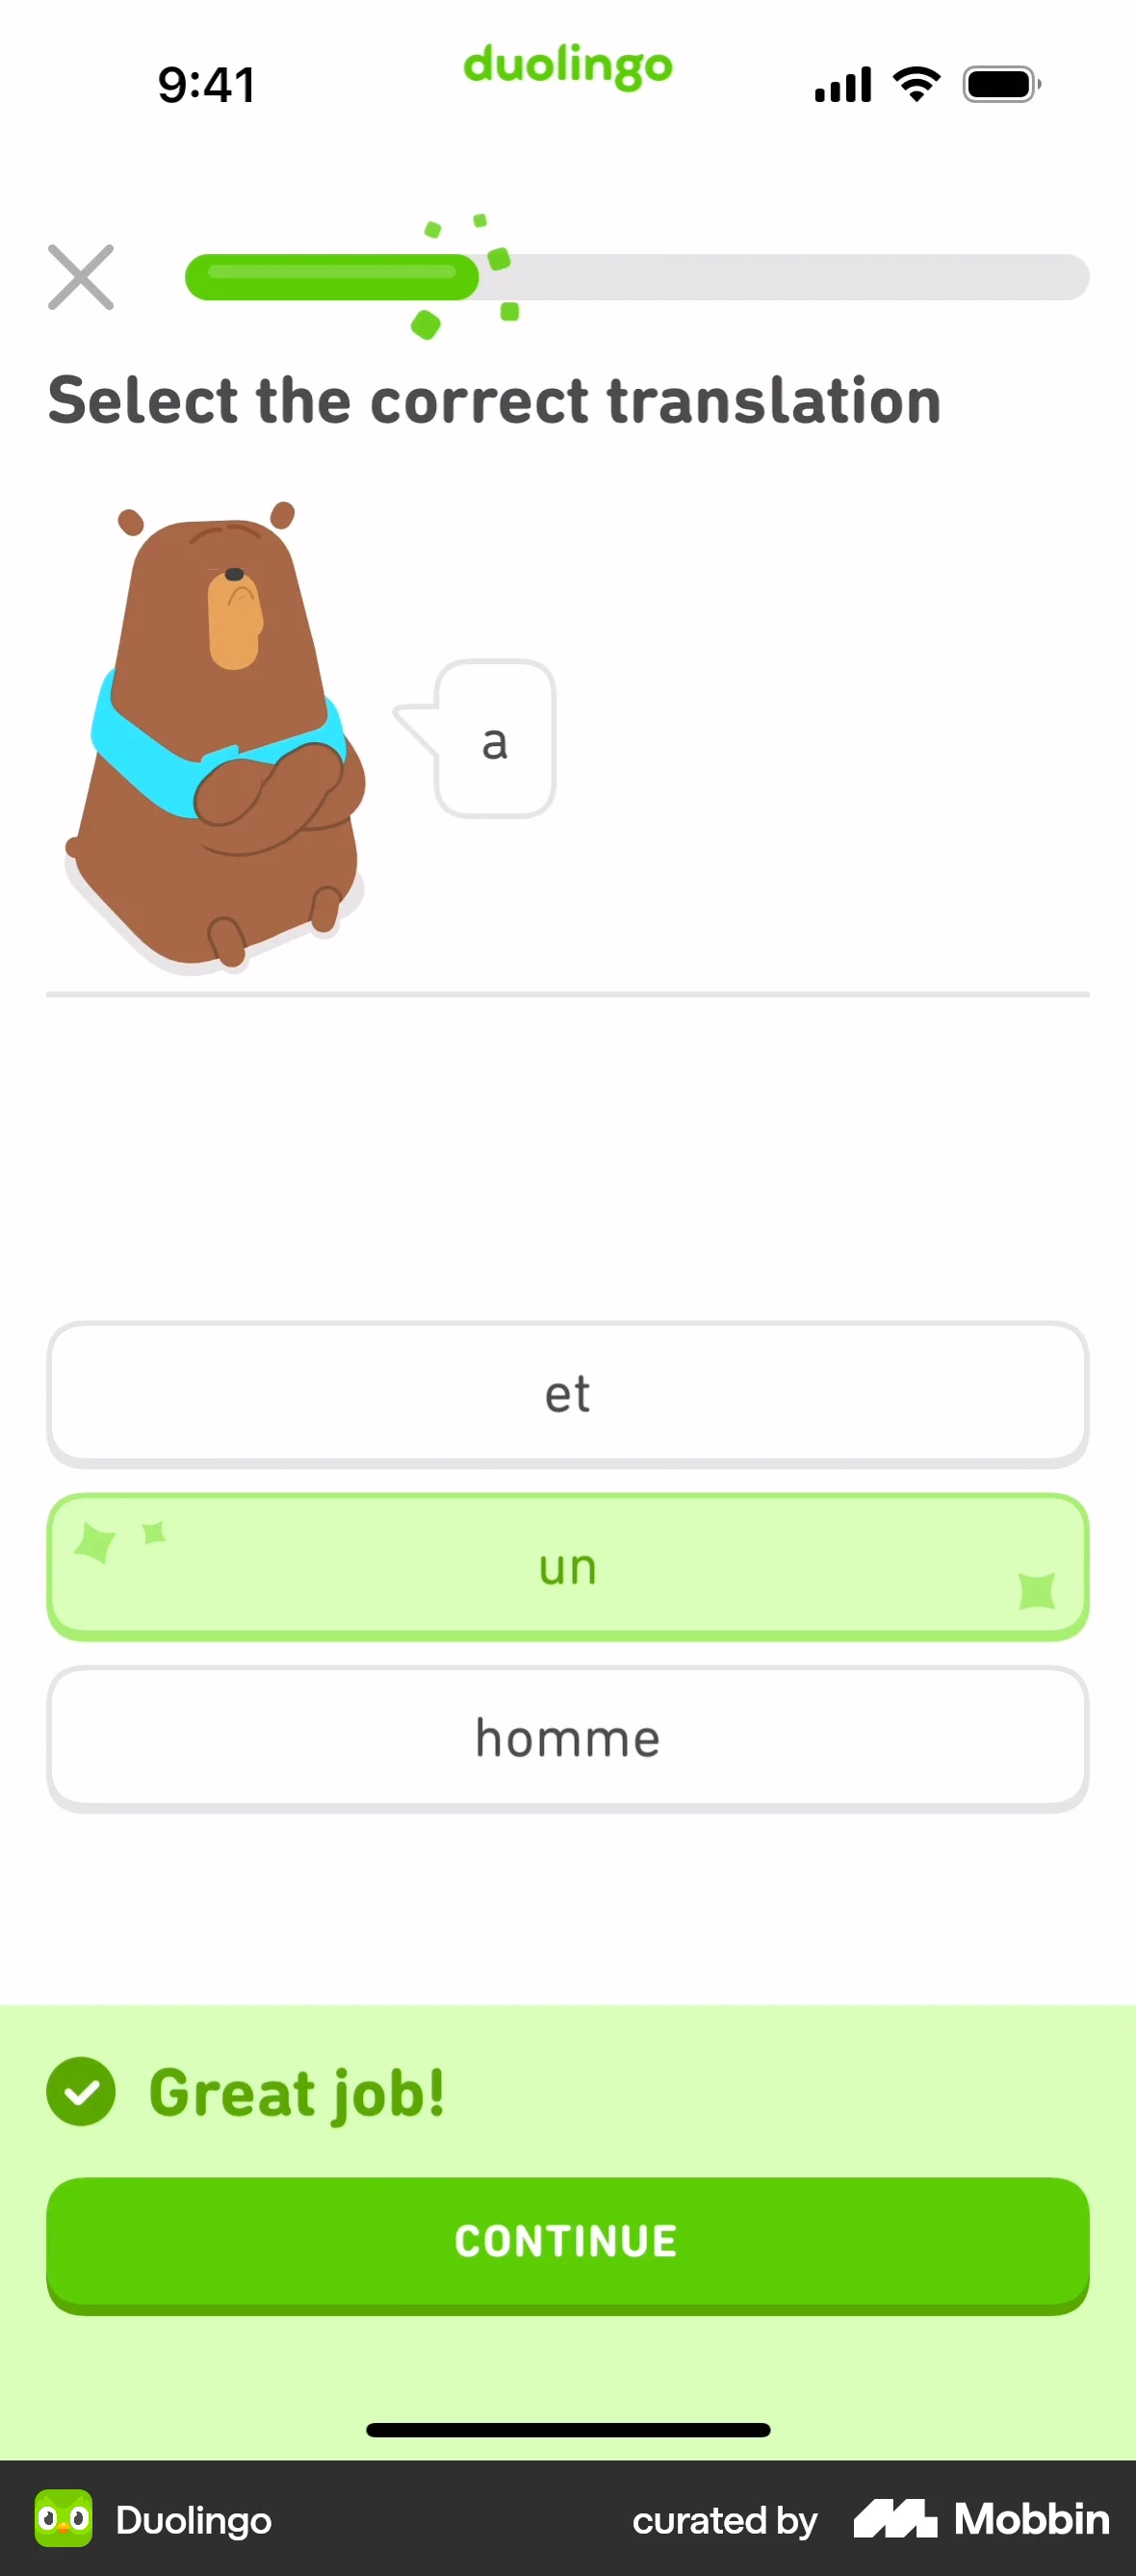 9:41
duolingo
Select the correct translation
a
et
un
homme
Great job!
CONTINUE
Duolingo
curated by
Mobbin